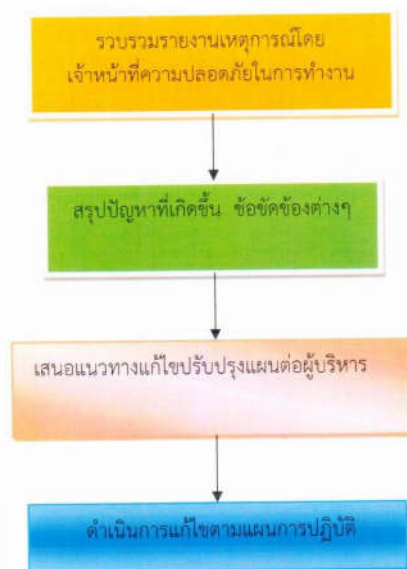 รวบรวมรายงานเหตุการณ์โดย
เจ้าหน้าที่ความปลอดภัยในการทำงาน
สรุปปัญหาที่เกิดขึ้น ข้อขัดข้องต่างๆ
เสนอแนวทางแก้ไขปรับปรุงแผนต่อผู้บริหาร
ดำเนินการแก้ไขตามแผนการปฏิบัติ